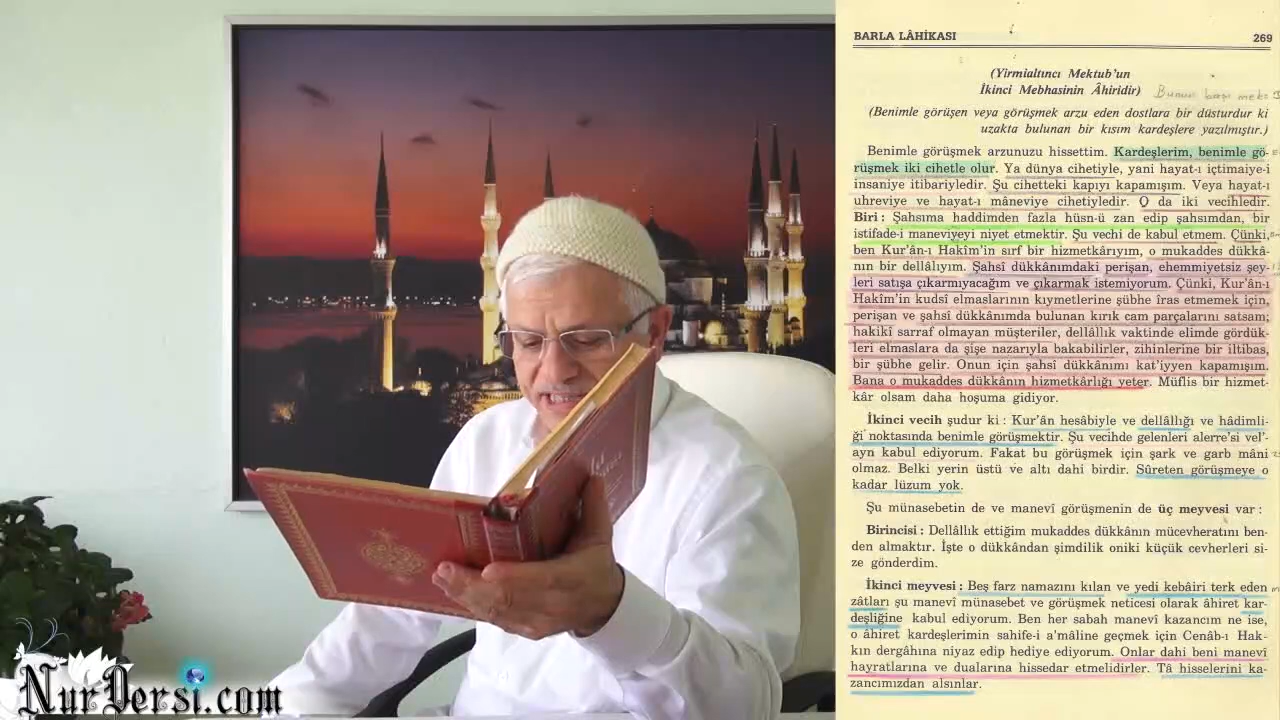 BARLA LÂHİKASI 269
(Yirmialtıncı Mektub'un
İkinci Mebhasinin Âhiridir)
Bunun başı mek
(Benimle görüşen veya görüşmek arzu eden dostlara bir düsturdur ki
uzakta bulunan bir kısım kardeşlere yazılmıştır.)
Benimle görüşmek arzunuzu hissettim. Kardeşlerim, benimle gö-
rüşmek iki cihetle olur. Ya dünya cihetiyle, yani hayat-ı içtimaiye-i
insaniye itibariyledir. Şu cihetteki kapıyı kapamışım. Veya hayat-ı
uhreviye ve hayat-ı mâneviye cihetiyledir. O da iki vecihledir.
Biri : Şahsıma haddimden fazla hüsn-ü zan edip şahsımdan, bir
istifade-i maneviyeyi niyet etmektir. Şu vechi de kabul etmem. Çünki,
ben Kur'ân-ı Hakîm'in sırf bir hizmetkârıyım, o mukaddes dükkâ-
nın bir dellâlıyım. Şahsî dükkânımdaki perişan, ehemmiyetsiz şey-
leri satışa çıkarmıyacağım ve çıkarmak istemiyorum. Çünki, Kur'ân-ı
Hakîm'in kudsî elmaslarının kıymetlerine şübhe îras etmemek için,
perişan ve şahsî dükkânımda bulunan kırık cam parçalarını satsam;
hakikî sarraf olmayan müşteriler, dellâllık vaktinde elimde gördük-
leri elmaslara da şişe nazarıyla bakabilirler, zihinlerine bir iltibas,
bir şübhe gelir. Onun için şahsî dükkânımı kat'iyyen kapamışım.
Bana o mukaddes dükkânın hizmetkârlığı yeter. Müflis bir hizmet-
kâr olsam daha hoşuma gidiyor.
İkinci vecih şudur ki : Kur'ân hesâbiyle ve dellâllığı ve hâdimli-
ği noktasında benimle görüşmektir. Şu vecihde gelenleri alerre'si vel'-
ayn kabul ediyorum. Fakat bu görüşmek için şark ve garb mâni
olmaz. Belki yerin üstü ve altı dahi birdir. Sûreten görüşmeye o
kadar lüzum yok.
Şu münasebetin de ve manevî görüşmenin de üç meyvesi var :
Birincisi : Dellâllık ettiğim mukaddes dükkânın mücevheratını ben-
den almaktır. İşte o dükkândan şimdilik oniki küçük cevherleri si-
ze gönderdim.
İkinci meyvesi : Beş farz namazını kılan ve yedi kebâiri terk eden
zâtları şu manevî münasebet ve görüşmek neticesi olarak âhiret kar-
deşliğine kabul ediyorum. Ben her sabah manevî kazancım ne ise,
o âhiret kardeşlerimin sahife-i a'mâline geçmek için Cenâb-ı Hak-
kın dergâhına niyaz edip hediye ediyorum. Onlar dahi beni manevî
hayratlarına ve dualarına hissedar etmelidirler. Tâ hisselerini ka-
zancımızdan alsınlar.
NurDersi.com